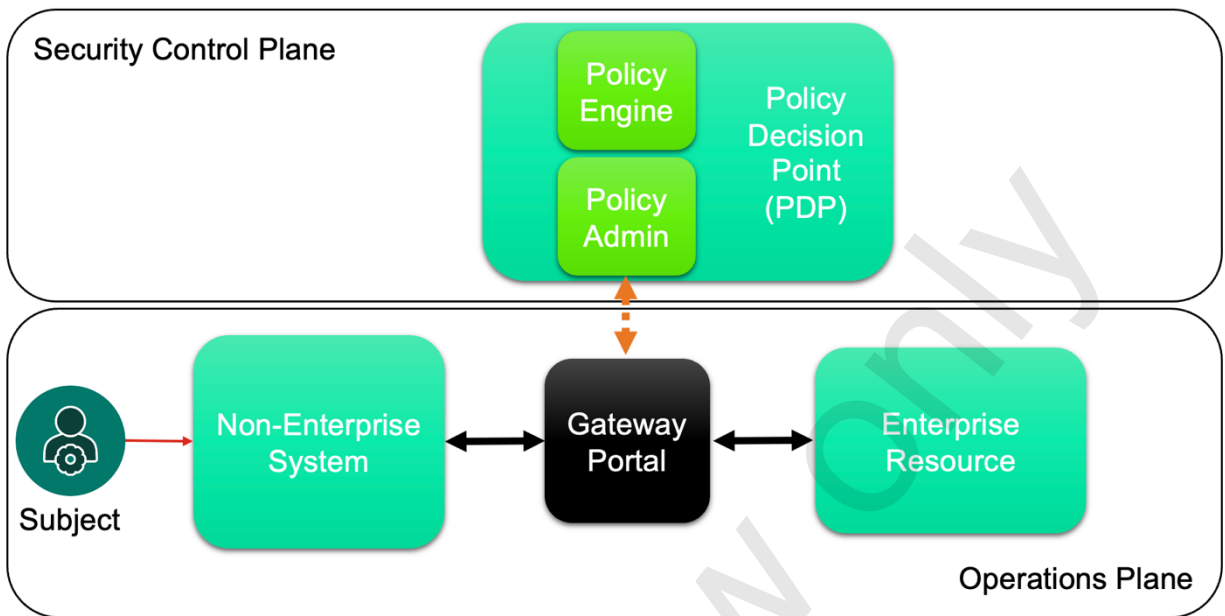 Security Control Plane
Policy
Engine
Policy
Decision
Point
(PDP)
Policy
Admin
Non-Enterprise
System
Gateway
Portal
Enterprise
Resource
Subject
Operations Plane
only